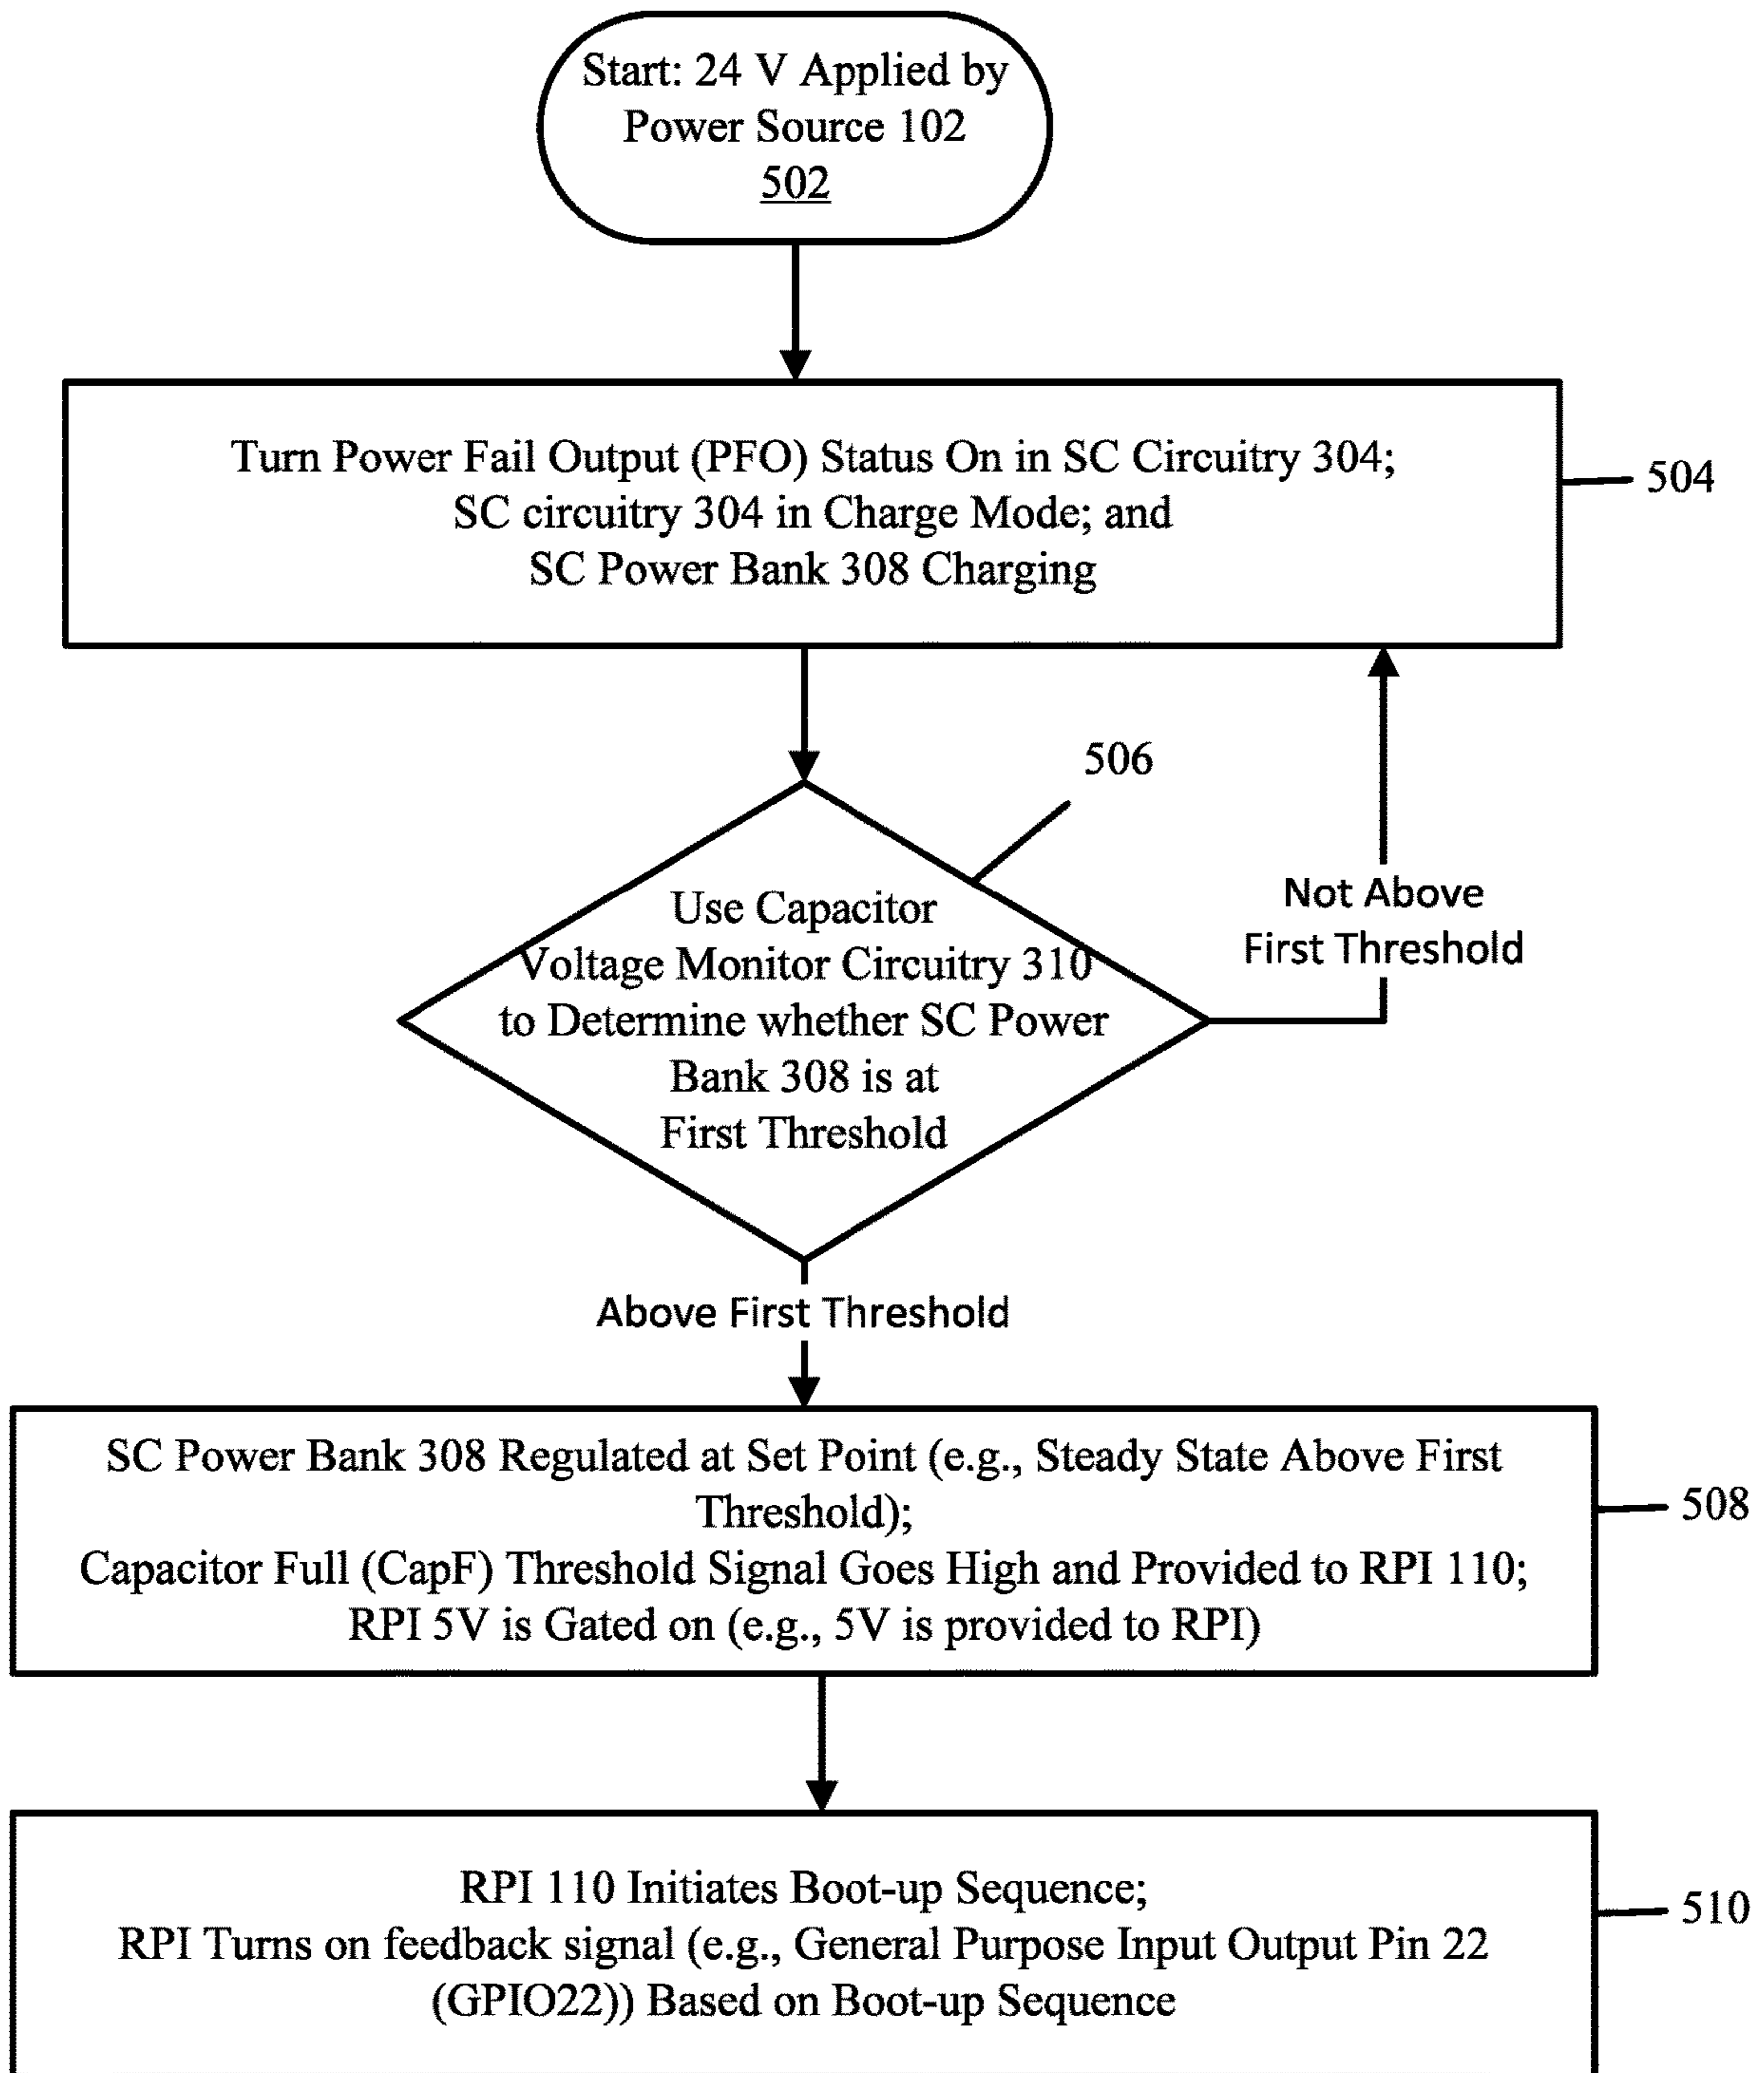 Start: 24 V Applied by
Power Source 102
502
Turn Power Fail Output (PFO) Status On in SC Circuitry 304;
SC circuitry 304 in Charge Mode; and
SC Power Bank 308 Charging
504
506
Use Capacitor
Voltage Monitor Circuitry 310
to Determine whether SC Power
Bank 308 is at
First Threshold
Not Above
First Threshold
Above First Threshold
SC Power Bank 308 Regulated at Set Point (e.g., Steady State Above First
Threshold);
Capacitor Full (CapF) Threshold Signal Goes High and Provided to RPI 110;
RPI 5V is Gated on (e.g., 5V is provided to RPI)
508
RPI 110 Initiates Boot-up Sequence;
RPI Turns on feedback signal (e.g., General Purpose Input Output Pin 22
(GPIO22)) Based on Boot-up Sequence
510